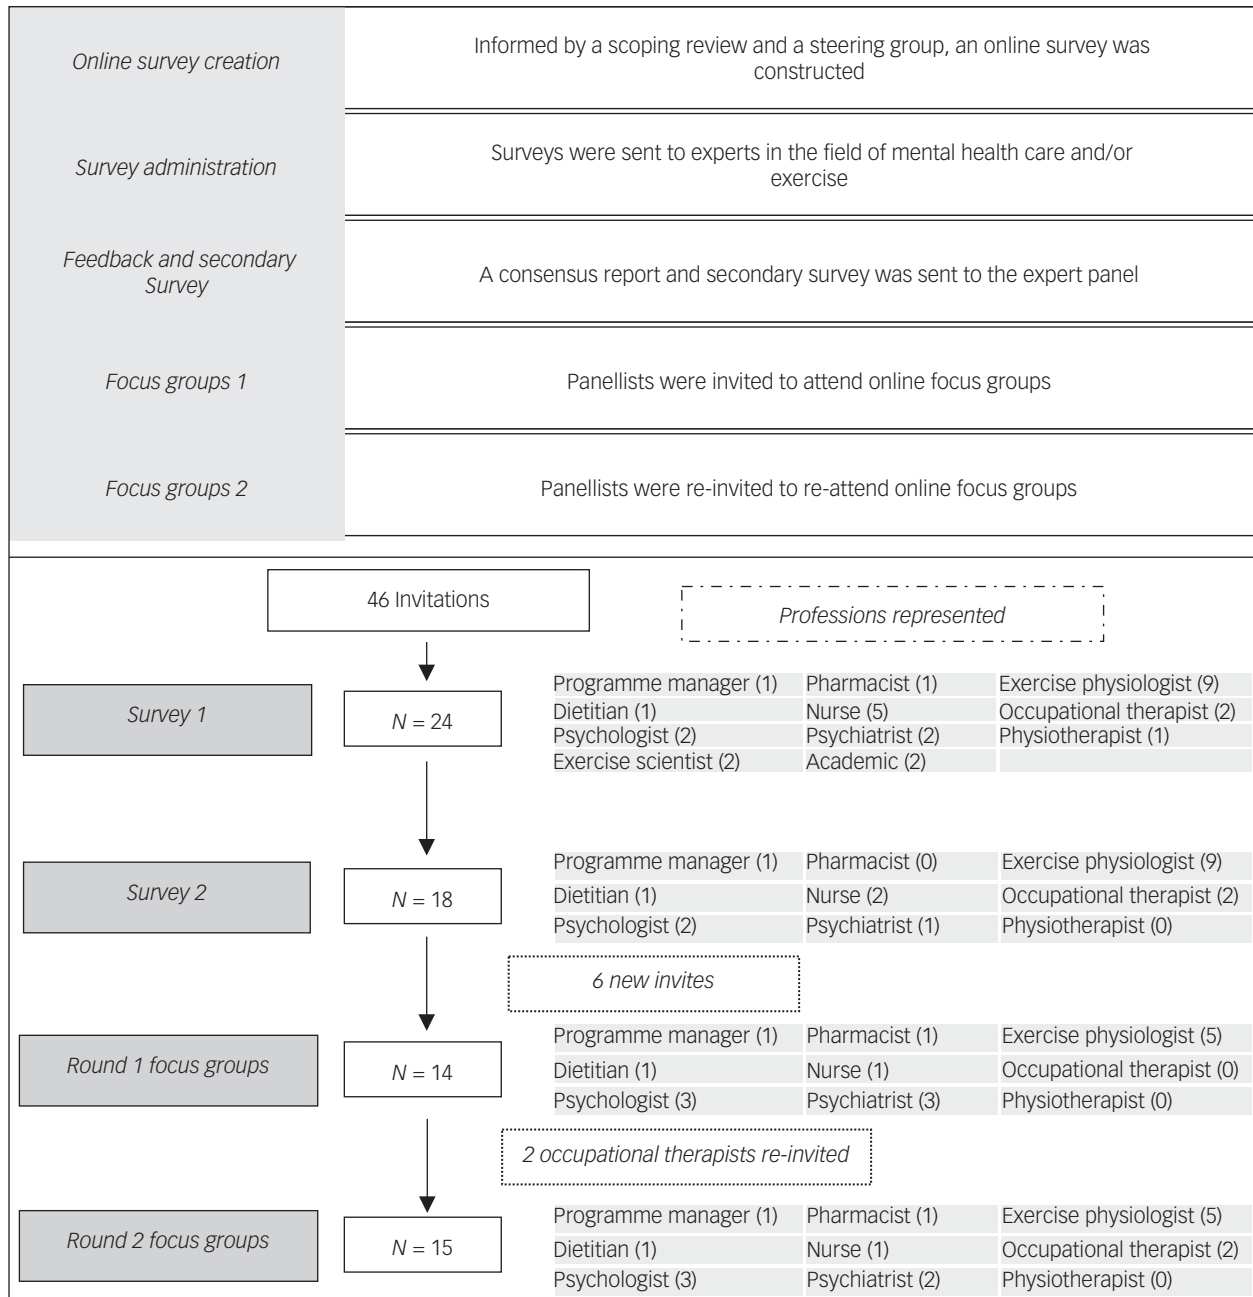 Online survey creation
Informed by a scoping review and a steering group, an online survey was
constructed
Survey administration
Surveys were sent to experts in the field of mental health care and/or
exercise
Feedback and secondary
Survey
A consensus report and secondary survey was sent to the expert panel
Focus groups 1
Panellists were invited to attend online focus groups
Focus groups 2
Panellists were re-invited to re-attend online focus groups
46 Invitations
Professions represented
Survey 1
N = 24
Programme manager (1) Pharmacist (1) Exercise physiologist (9)
Dietitian (1) Nurse (5) Occupational therapist (2)
Psychologist (2) Psychiatrist (2) Physiotherapist (1)
Exercise scientist (2) Academic (2)
Survey 2
N = 18
Programme manager (1) Pharmacist (0) Exercise physiologist (9)
Dietitian (1) Nurse (2) Occupational therapist (2)
Psychologist (2) Psychiatrist (1) Physiotherapist (0)
6 new invites
Round 1 focus groups
N = 14
Programme manager (1) Pharmacist (1) Exercise physiologist (5)
Dietitian (1) Nurse (1) Occupational therapist (0)
Psychologist (3) Psychiatrist (3) Physiotherapist (0)
2 occupational therapists re-invited
Round 2 focus groups
N = 15
Programme manager (1) Pharmacist (1) Exercise physiologist (5)
Dietitian (1) Nurse (1) Occupational therapist (2)
Psychologist (3) Psychiatrist (2) Physiotherapist (0)